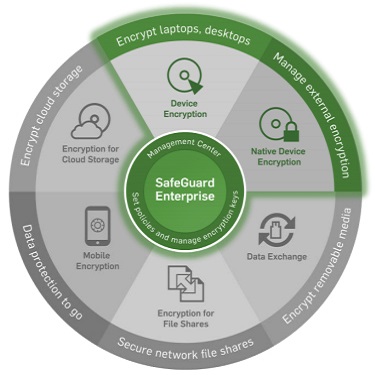 Encrypt laptops, desktops
Manage external encryption
Encrypt removable media
Secure network file shares
Data protection to go
Encrypt cloud storage
Device
Encryption
Native Device
Encryption
Data Exchange
Encryption for
File Shares
Mobile
Encryption
Encryption for
Cloud Storage
Management Center
SafeGuard
Enterprise
Set policies and manage encryption keys